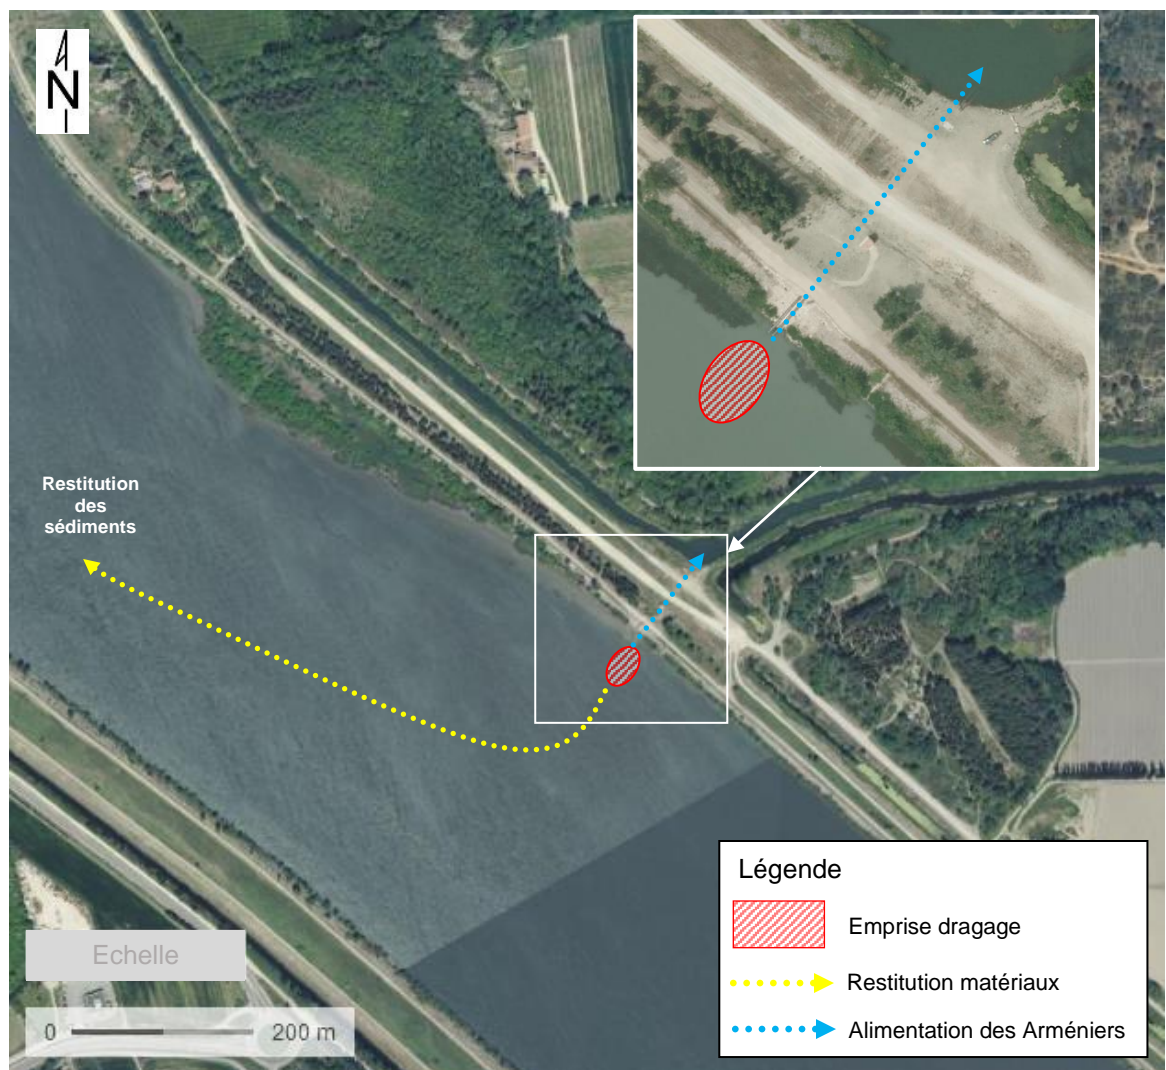 N
Restitution
des
sédiments
Légende
Emprise dragage
Restitution matériaux
Alimentation des Arméniers
Echelle
0 200 m